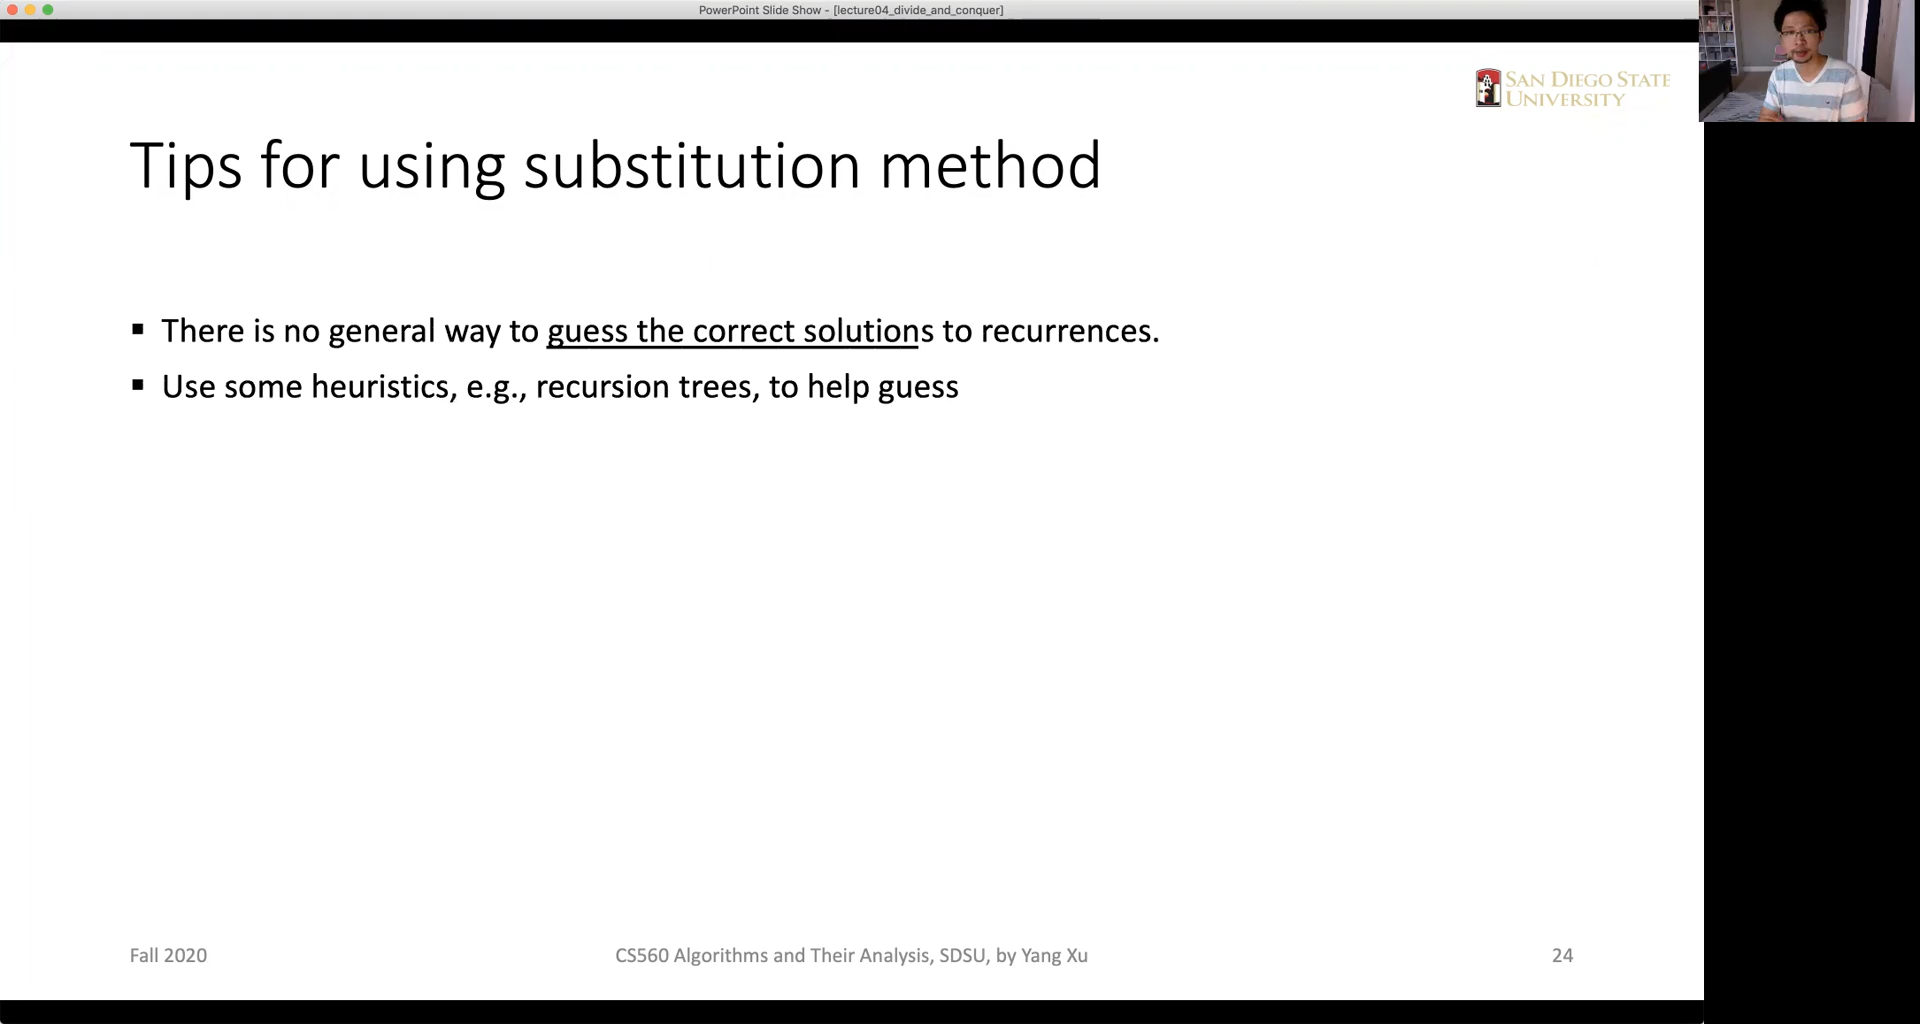 PowerPoint Slide Show - [lecture04_divide_and_conquer]
SAN DIEGO STATE
UNIVERSITY
Tips for using substitution method
▪ There is no general way to guess the correct solutions to recurrences.
▪ Use some heuristics, e.g., recursion trees, to help guess
Fall 2020
CS560 Algorithms and Their Analysis, SDSU, by Yang Xu
24